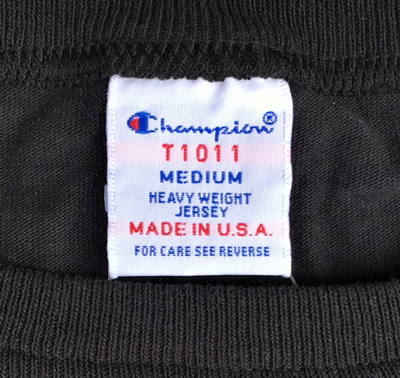 Champion®
T1011
MEDIUM
HEAVY WEIGHT
JERSEY
MADE IN U.S.A.
FOR CARE SEE REVERSE